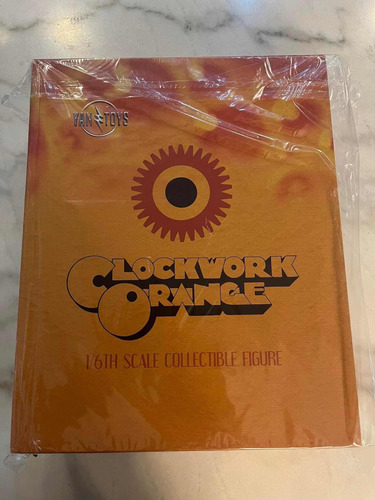 VAN TOYS
CLOCKWORK
ORANGE
1/6TH SCALE COLLECTIBLE FIGURE